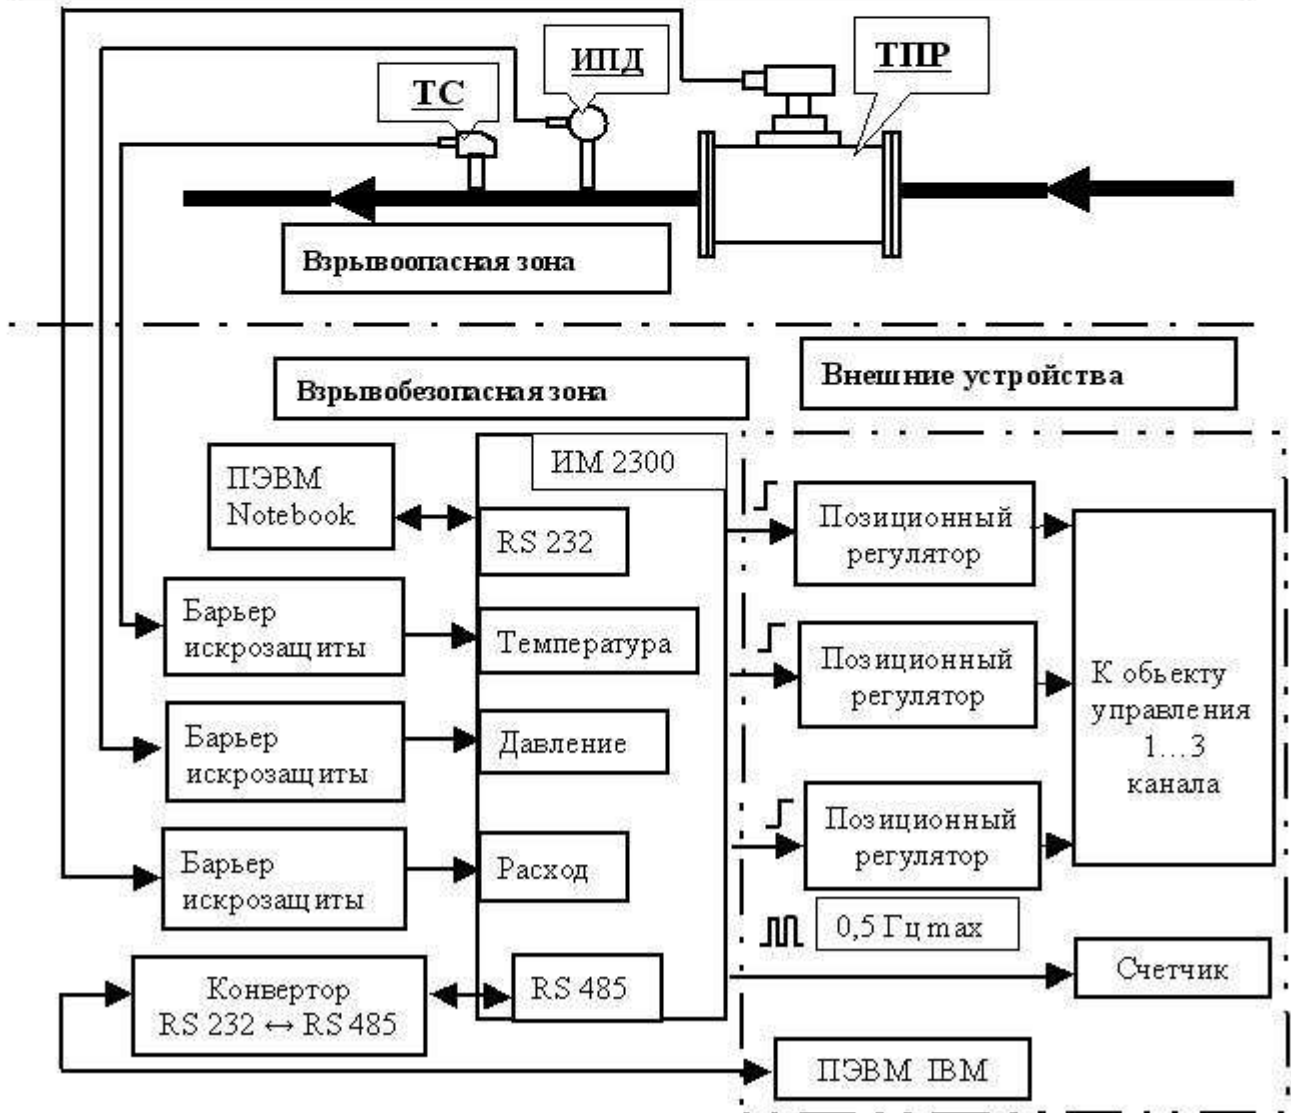 ТПР
ИПД
ТС
Взрывоопасная зона
Взрывобезопасная зона
Внешние устройства
ИМ 2300
ПЭВМ
Notebook
RS 232
Позиционный
регулятор
Барьер
искрозащиты
Температура
Позиционный
регулятор
К обьекту
управления
1...3
канала
Барьер
искрозащиты
Давление
Позиционный
регулятор
Барьер
искрозащиты
Расход
0,5 Гц max
Счетчик
Конвертор
RS 232 ↔ RS 485
RS 485
ПЭВМ IBM